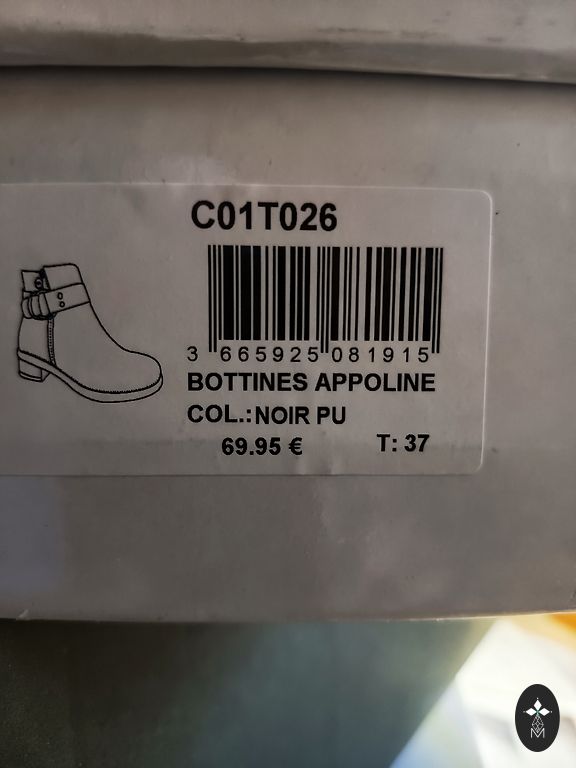 C01T026
3 665925 081915
BOTTINES APPOLINE
COL.:NOIR PU
69.95 € T: 37
M